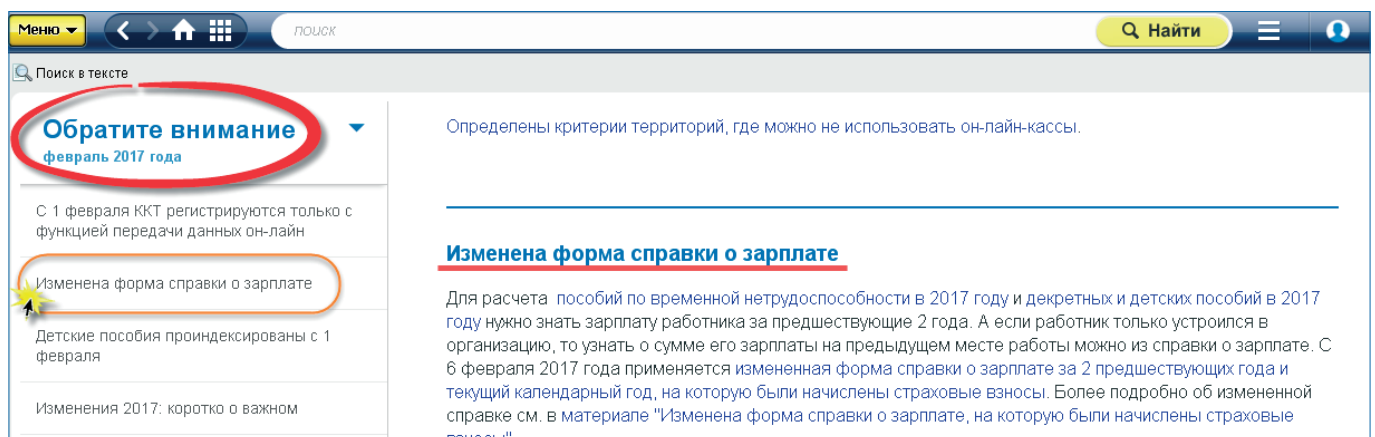 Меню
поиск
Найти
Поиск в тексте
Обратите внимание
февраль 2017 года
С 1 февраля ККТ регистрируются только с
функцией передачи данных он-лайн
Изменена форма справки о зарплате
Детские пособия проиндексированы с 1
февраля
Изменения 2017: коротко о важном
Определены критерии территорий, где можно не использовать он-лайн-кассы.
Изменена форма справки о зарплате
Для расчета пособий по временной нетрудоспособности в 2017 году и декретных и детских пособий в 2017
году нужно знать зарплату работника за предшествующие 2 года. А если работник только устроился в
организацию, то узнать о сумме его зарплаты на предыдущем месте работы можно из справки о зарплате. С
6 февраля 2017 года применяется измененная форма справки о зарплате за 2 предшествующих года и
текущий календарный год, на которую были начислены страховые взносы. Более подробно об измененной
справке см. в материале "Изменена форма справки о зарплате, на которую были начислены страховые